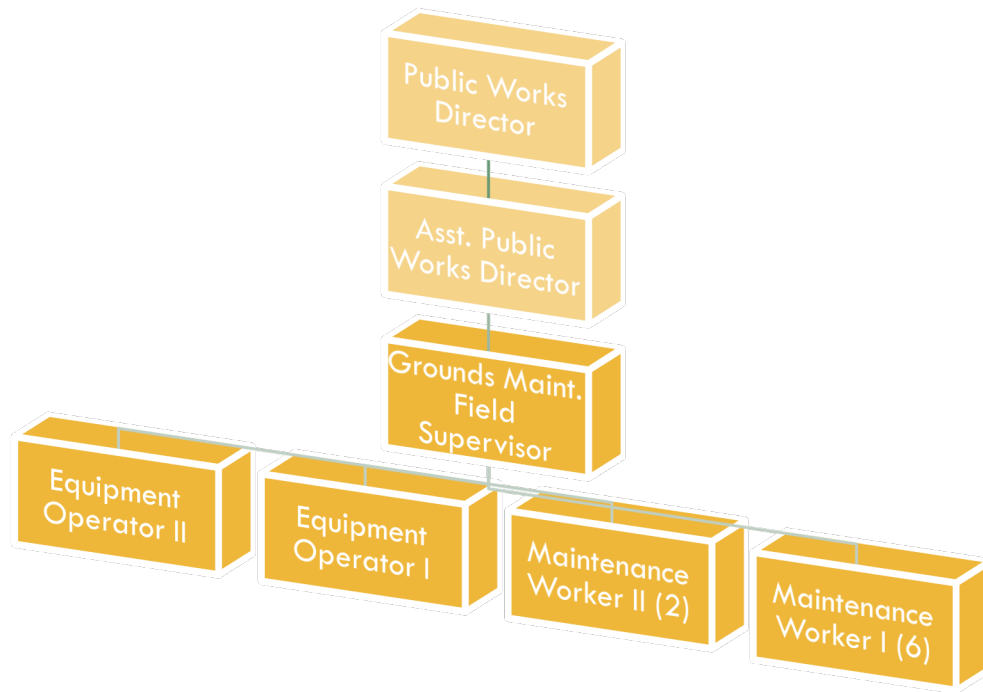 Public Works
Director
Asst. Public
Works Director
Grounds Maint.
Field
Supervisor
Equipment
Operator II
Equipment
Operator I
Maintenance
Worker II (2)
Maintenance
Worker I (6)